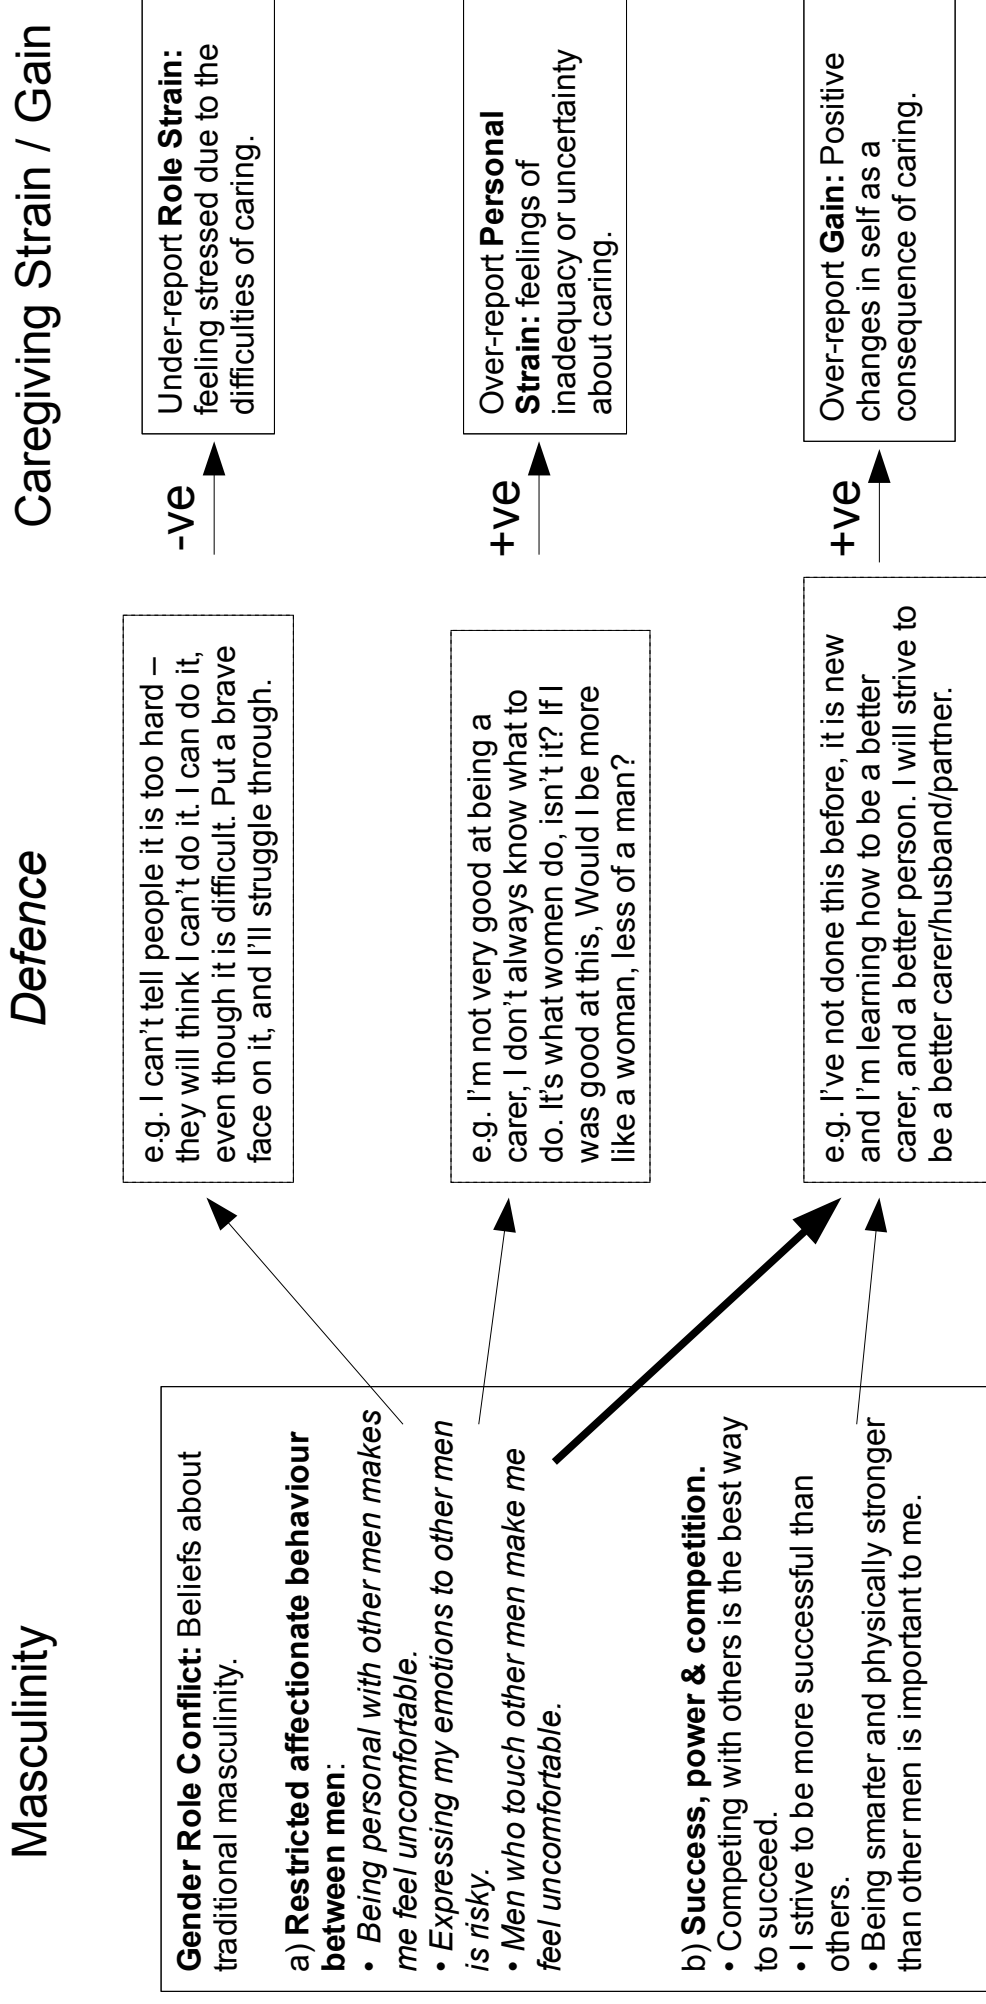 Masculinity
Defence
Caregiving Strain / Gain
Gender Role Conflict: Beliefs about
traditional masculinity.
a) Restricted affectionate behaviour
between men:
• Being personal with other men makes
me feel uncomfortable.
• Expressing my emotions to other men
is risky.
• Men who touch other men make me
feel uncomfortable.
b) Success, power & competition.
• Competing with others is the best way
to succeed.
• I strive to be more successful than
others.
• Being smarter and physically stronger
than other men is important to me.
e.g. I can’t tell people it is too hard –
they will think I can’t do it. I can do it,
even though it is difficult. Put a brave
face on it, and I’ll struggle through.
-ve
Under-report Role Strain:
feeling stressed due to the
difficulties of caring.
e.g. I’m not very good at being a
carer, I don’t always know what to
do. It’s what women do, isn’t it? If I
was good at this, Would I be more
like a woman, less of a man?
+ve
Over-report Personal
Strain: feelings of
inadequacy or uncertainty
about caring.
e.g. I’ve not done this before, it is new
and I’m learning how to be a better
carer, and a better person. I will strive to
be a better carer/husband/partner.
+ve
Over-report Gain: Positive
changes in self as a
consequence of caring.